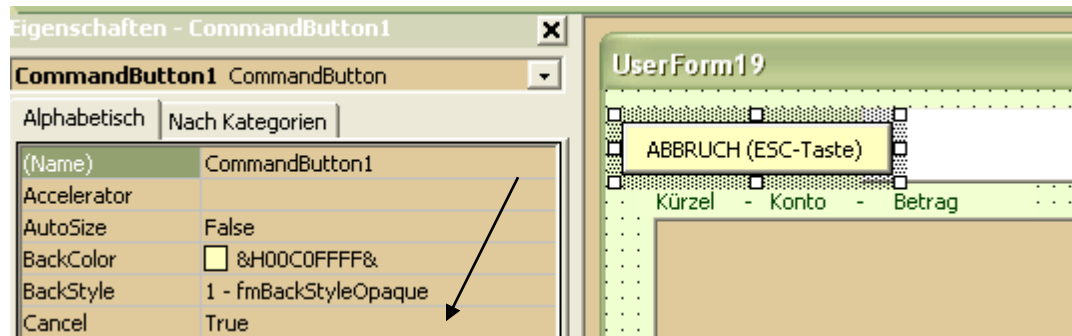 Eigenschaften - CommandButton1
CommandButton1 CommandButton
Alphabetisch Nach Kategorien
(Name) CommandButton1
Accelerator
AutoSize False
BackColor &H00C0FFFF&
BackStyle 1 - fmBackStyleOpaque
Cancel True
UserForm19
ABBRUCH (ESC-Taste)
Kürzel - Konto - Betrag